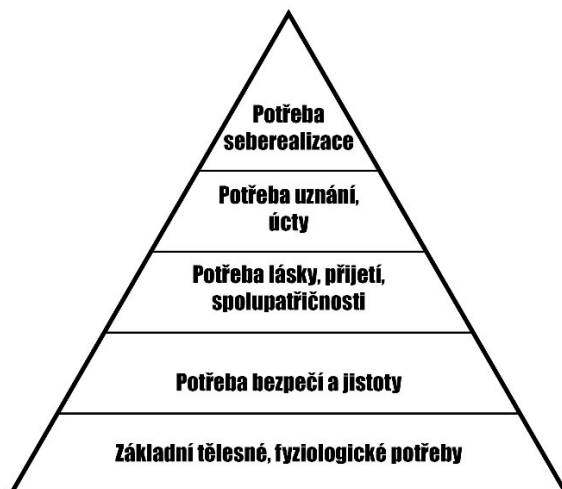 Potřeba
seberealizace
Potřeba uznání,
úcty
Potřeba lásky, přijetí,
spolupatřičnosti
Potřeba bezpečí a jistoty
Základní tělesné, fyziologické potřeby